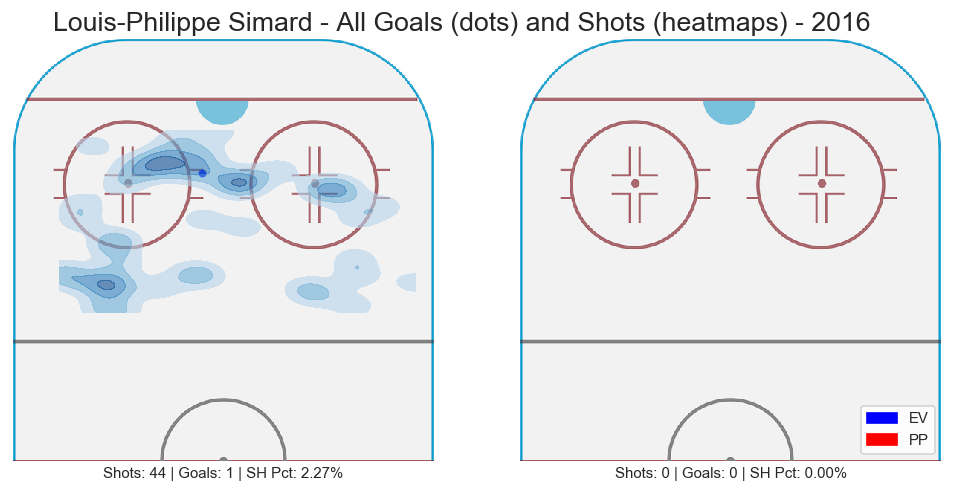 Louis-Philippe Simard - All Goals (dots) and Shots (heatmaps) - 2016
EV
PP
Shots: 44 | Goals: 1 | SH Pct: 2.27%
Shots: 0 | Goals: 0 | SH Pct: 0.00%